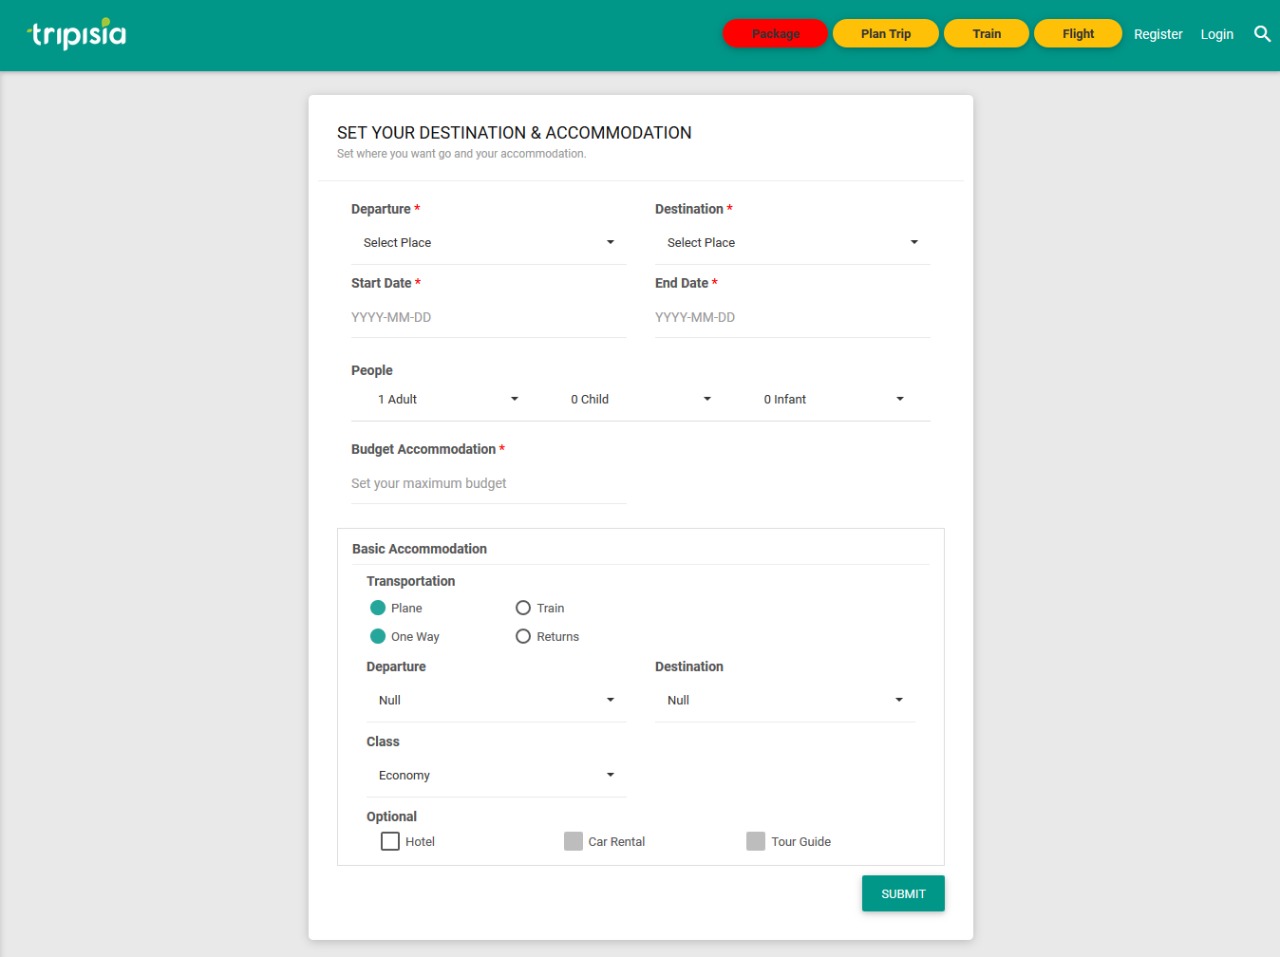 tripisia
Package Plan Trip Train Flight Register Login
SET YOUR DESTINATION & ACCOMMODATION
Set where you want go and your accommodation.
Departure * Destination *
Select Place Select Place
Start Date * End Date *
YYYY-MM-DD YYYY-MM-DD
People
1 Adult 0 Child 0 Infant
Budget Accommodation *
Set your maximum budget
Basic Accommodation
Transportation
Plane Train
One Way Returns
Departure Destination
Null Null
Class
Economy
Optional
Hotel Car Rental Tour Guide
SUBMIT